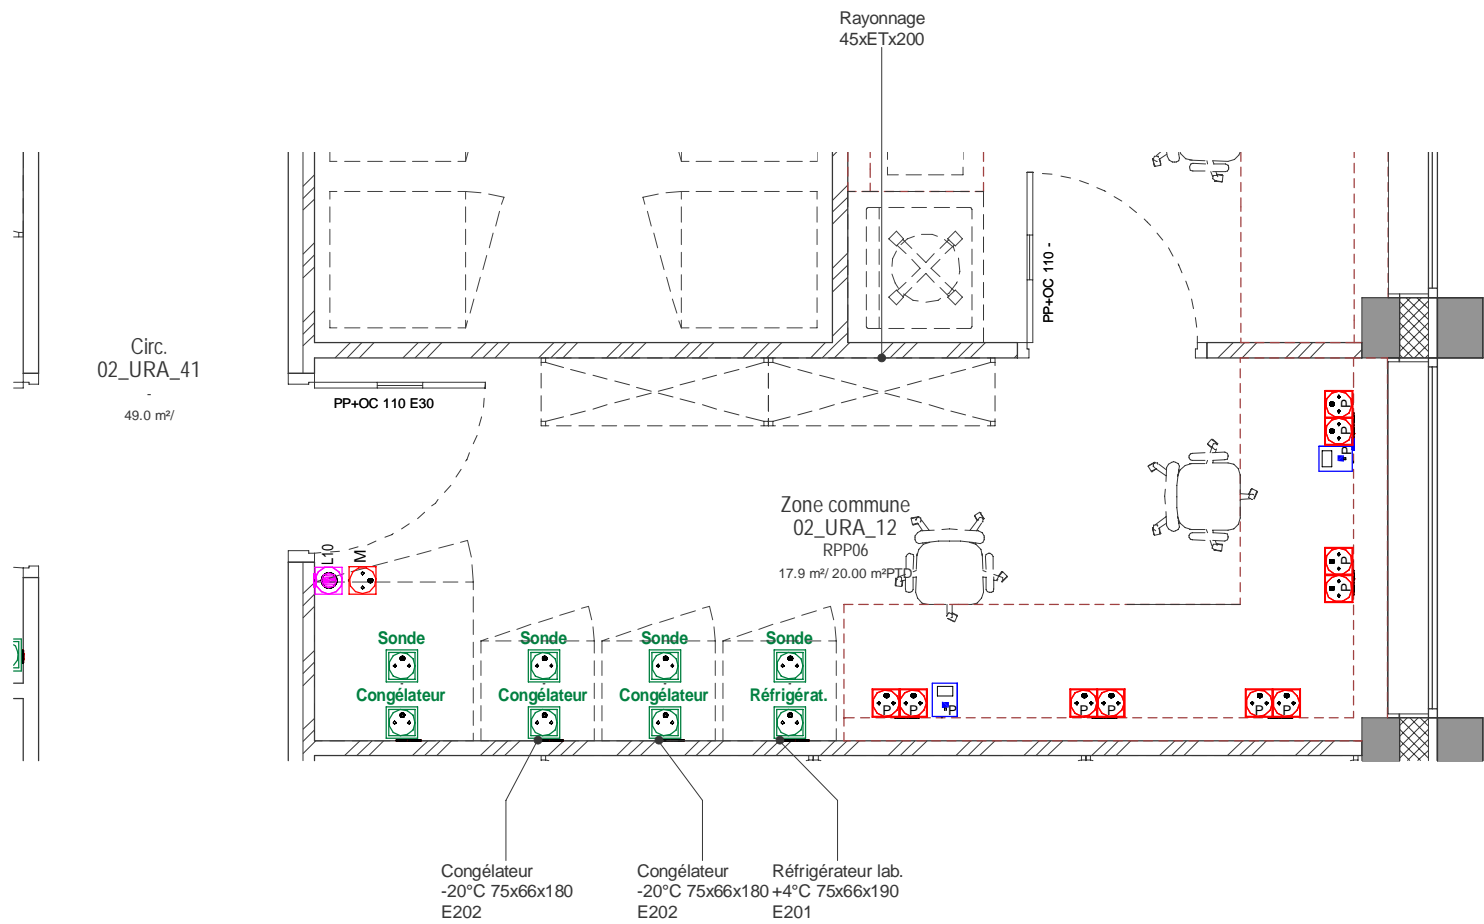 Rayonnage
45xETx200
PP+OC 110 -
Circ.
02_URA_41
-
49.0 m²/
PP+OC 110 E30
Zone commune
02_URA_12
RPP06
17.9 m²/ 20.00 m²PTD
L10
M
P
P
P
P
P
Sonde
Sonde
Sonde
Sonde
Congélateur
Congélateur
Congélateur
Réfrigérat.
P
P
P
P
P
P
P
Congélateur
-20°C 75x66x180
E202
Congélateur
-20°C 75x66x180
E202
Réfrigérateur lab.
+4°C 75x66x190
E201